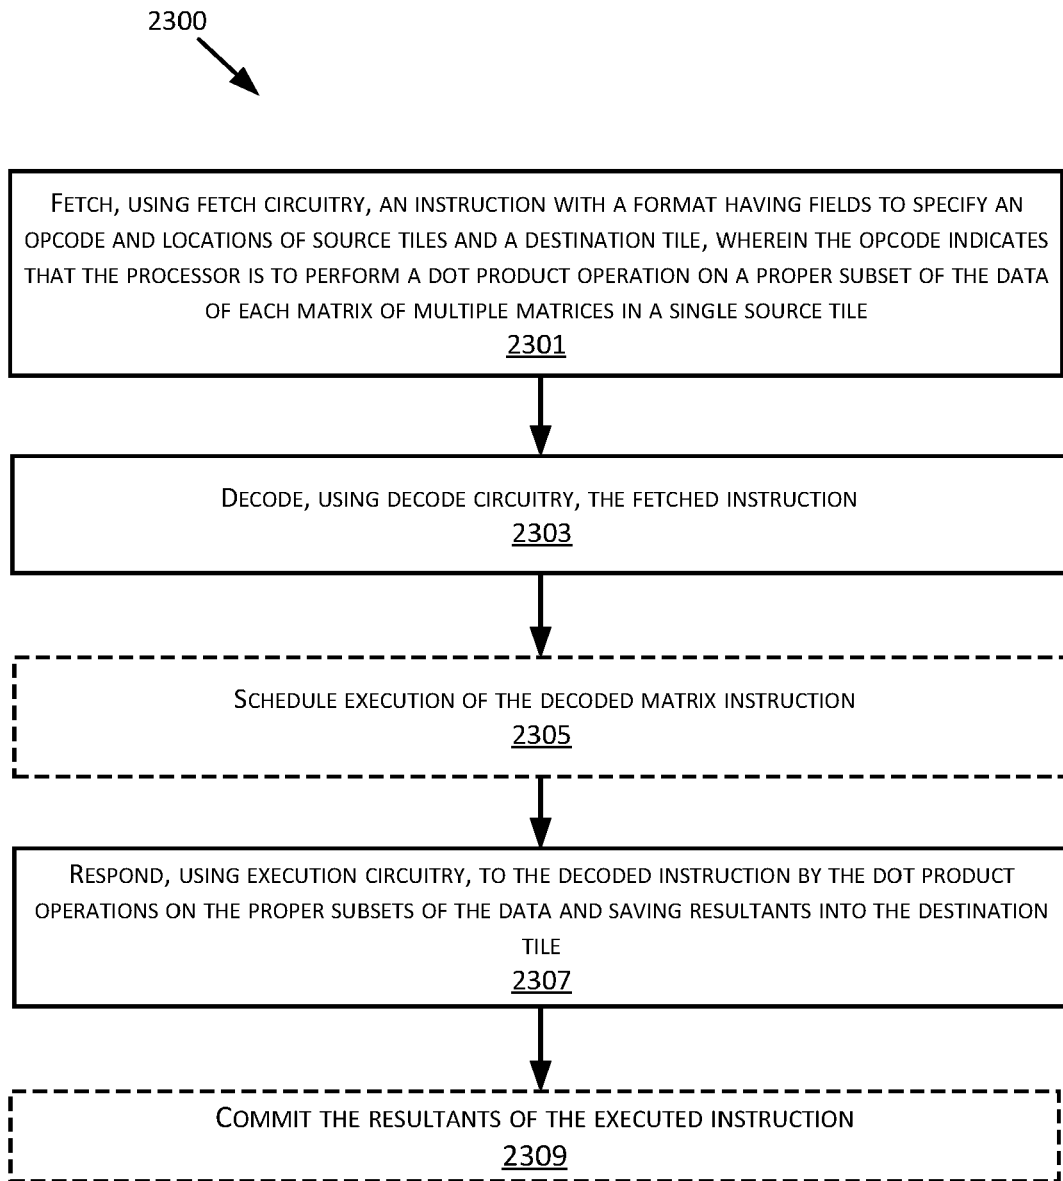 2300
FETCH, USING FETCH CIRCUITRY, AN INSTRUCTION WITH A FORMAT HAVING FIELDS TO SPECIFY AN
OPCODE AND LOCATIONS OF SOURCE TILES AND A DESTINATION TILE, WHEREIN THE OPCODE INDICATES
THAT THE PROCESSOR IS TO PERFORM A DOT PRODUCT OPERATION ON A PROPER SUBSET OF THE DATA
OF EACH MATRIX OF MULTIPLE MATRICES IN A SINGLE SOURCE TILE
2301
DECODE, USING DECODE CIRCUITRY, THE FETCHED INSTRUCTION
2303
SCHEDULE EXECUTION OF THE DECODED MATRIX INSTRUCTION
2305
RESPOND, USING EXECUTION CIRCUITRY, TO THE DECODED INSTRUCTION BY THE DOT PRODUCT
OPERATIONS ON THE PROPER SUBSETS OF THE DATA AND SAVING RESULTANTS INTO THE DESTINATION
TILE
2307
COMMIT THE RESULTANTS OF THE EXECUTED INSTRUCTION
2309